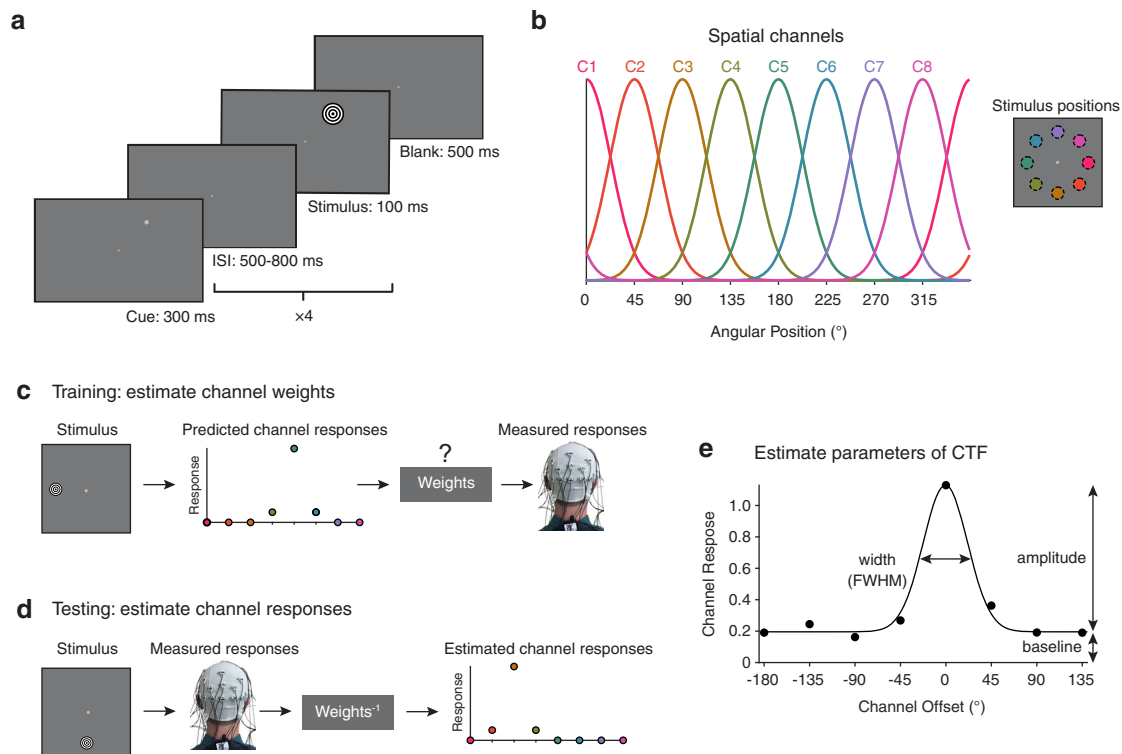 a
Blank: 500 ms
Stimulus: 100 ms
ISI: 500-800 ms
Cue: 300 ms
×4
b
Spatial channels
C1 C2 C3 C4 C5 C6 C7 C8
0 45 90 135 180 225 270 315
Angular Position (°)
Stimulus positions
c Training: estimate channel weights
Stimulus
Predicted channel responses
Response
?
Weights
Measured responses
d Testing: estimate channel responses
Stimulus
Measured responses
Weights⁻¹
Estimated channel responses
Response
e Estimate parameters of CTF
Channel Response
1.0
0.8
0.6
0.4
0.2
0
width
(FWHM)
amplitude
baseline
-180 -135 -90 -45 0 45 90 135
Channel Offset (°)